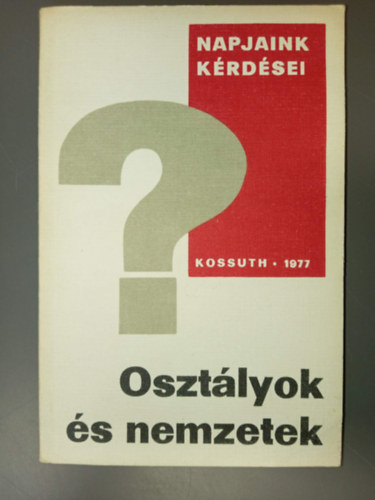 NAPJAINK
KÉRDÉSEI
?
KOSSUTH • 1977
Osztályok
és nemzetek